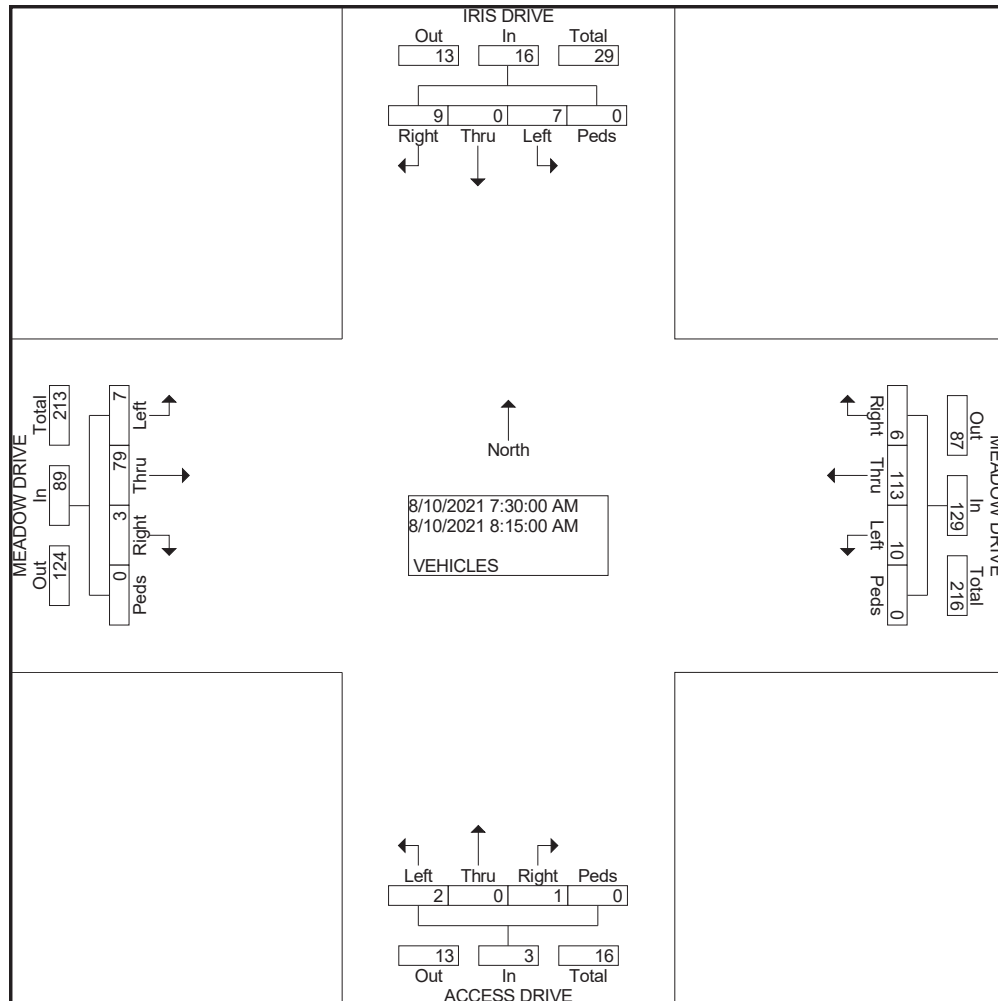 IRIS DRIVE
Out In Total
13 16 29
9 0 7 0
Right Thru Left Peds
MEADOW DRIVE
Total In Out
213 89 124
7 79 3 0
Left Thru Right Peds
North
8/10/2021 7:30:00 AM
8/10/2021 8:15:00 AM
VEHICLES
Right Thru Left Peds
6 113 10 0
Out In Total
87 129 216
MEADOW DRIVE
Left Thru Right Peds
2 0 1 0
13 3 16
Out In Total
ACCESS DRIVE